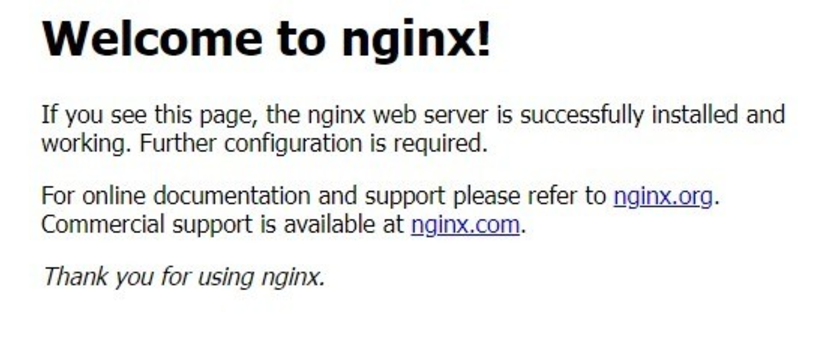 Welcome to nginx!
If you see this page, the nginx web server is successfully installed and
working. Further configuration is required.
For online documentation and support please refer to nginx.org.
Commercial support is available at nginx.com.
Thank you for using nginx.